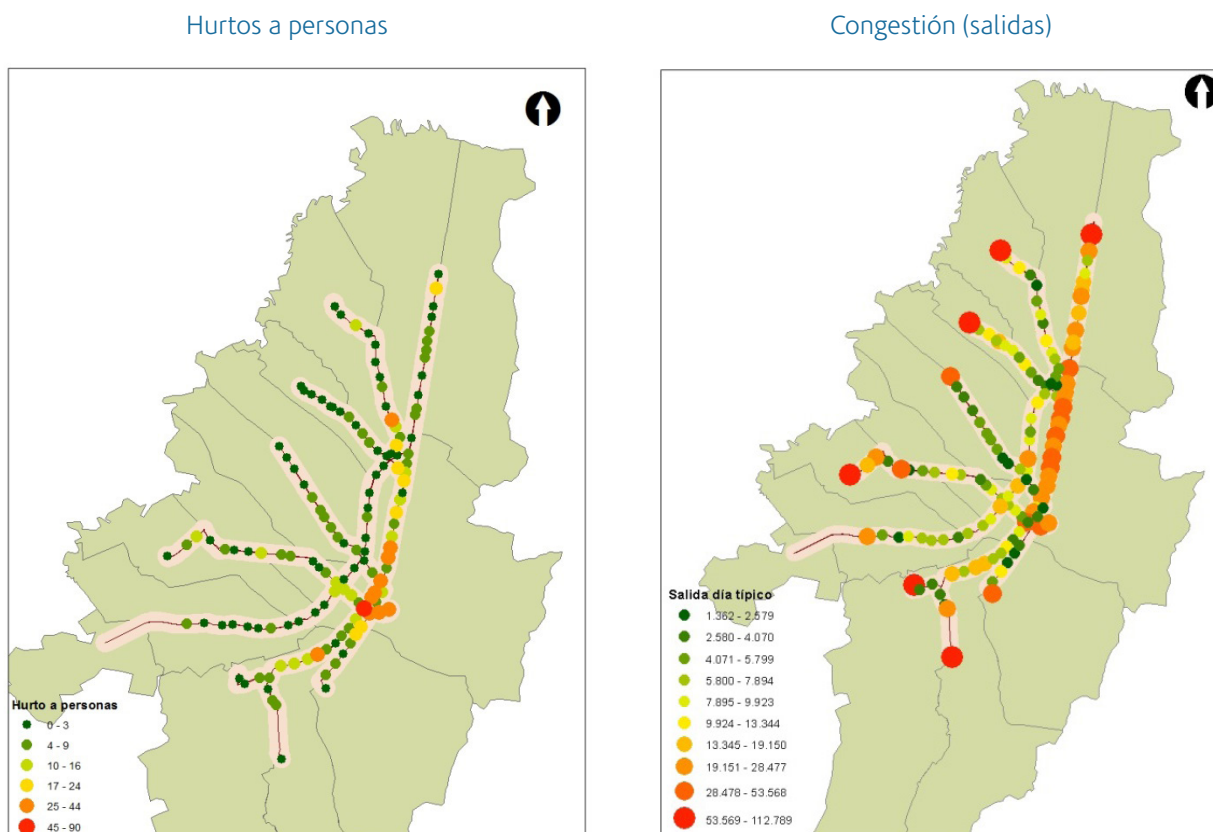 Hurtos a personas
Hurto a personas
0 - 3
4 - 9
10 - 16
17 - 24
25 - 44
45 - 90
Congestión (salidas)
Salida día típico
1.362 - 2.579
2.580 - 4.070
4.071 - 5.799
5.800 - 7.894
7.895 - 9.923
9.924 - 13.344
13.345 - 19.150
19.151 - 28.477
28.478 - 53.568
53.569 - 112.789